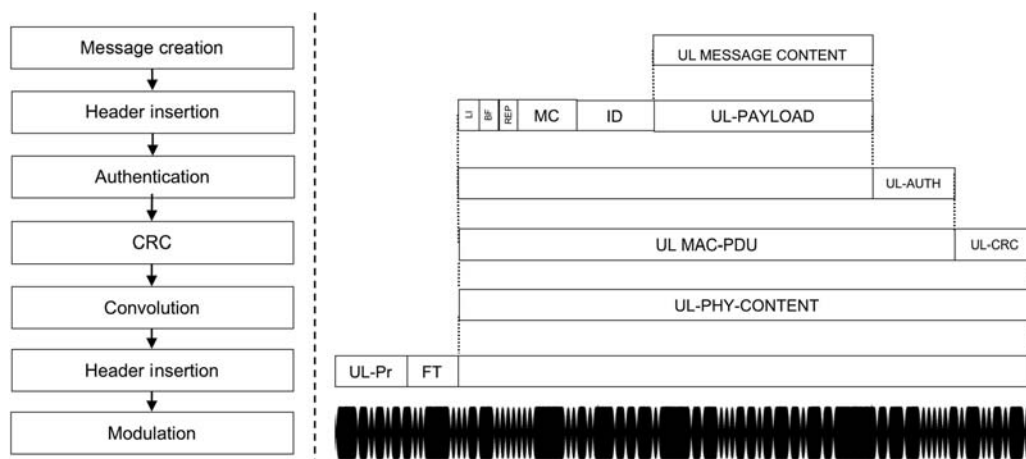 Message creation
Header insertion
Authentication
CRC
Convolution
Header insertion
Modulation
UL MESSAGE CONTENT
LI BF REP MC ID UL-PAYLOAD
UL-AUTH
UL MAC-PDU UL-CRC
UL-PHY-CONTENT
UL-Pr FT